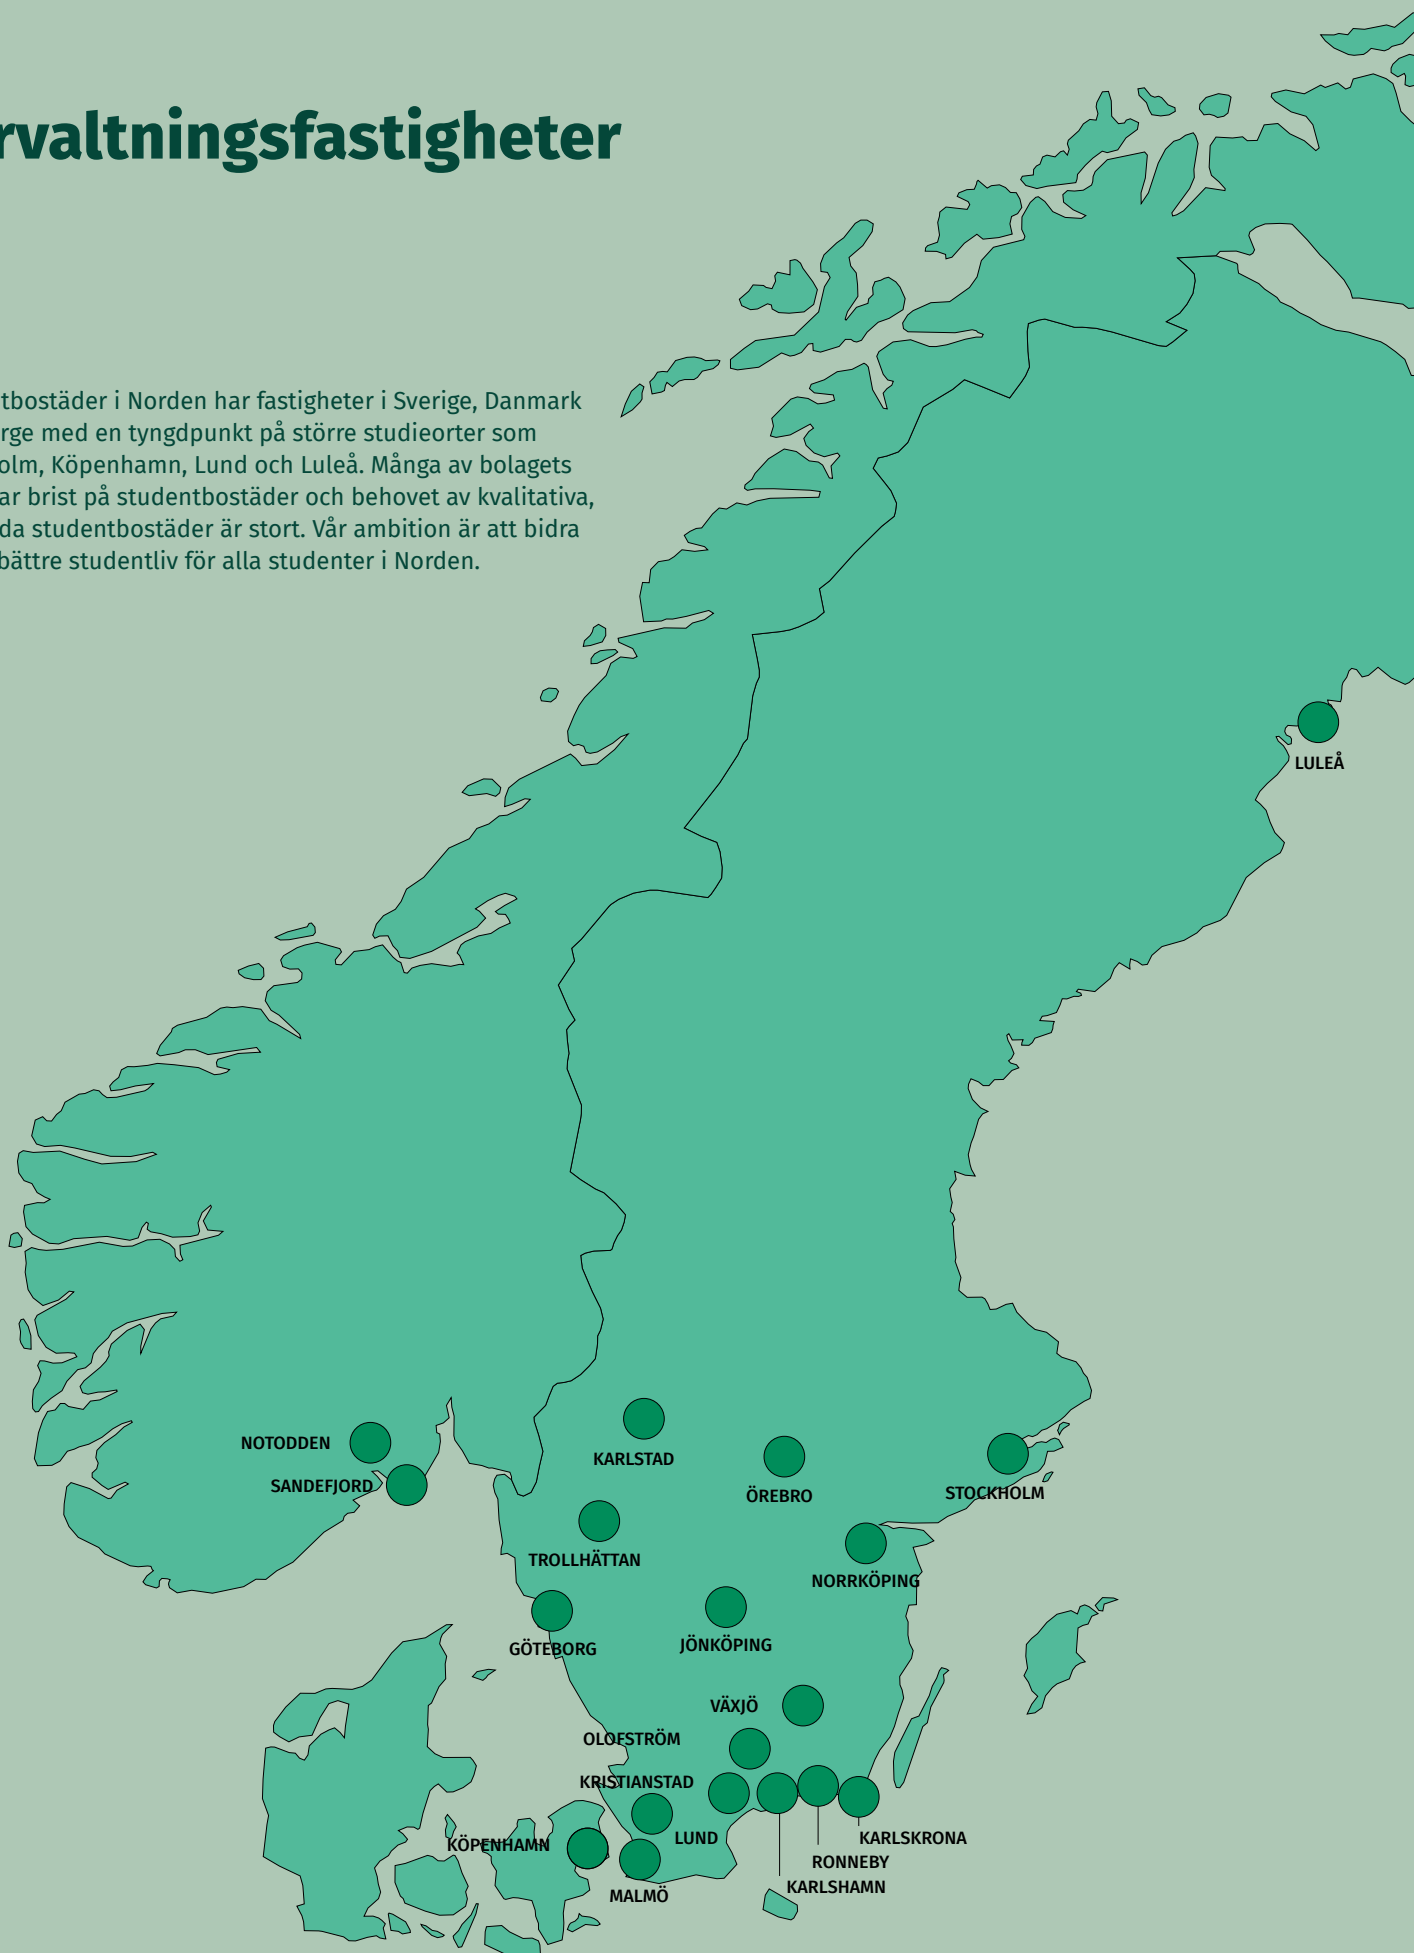 rvaltningsfastigheter
tbostäder i Norden har fastigheter i Sverige, Danmark
rge med en tyngdpunkt på större studieorter som
olm, Köpenhamn, Lund och Luleå. Många av bolagets
ar brist på studentbostäder och behovet av kvalitativa,
da studentbostäder är stort. Vår ambition är att bidra
bättre studentliv för alla studenter i Norden.
LULEÅ
NOTODDEN
SANDEFJORD
KARLSTAD
ÖREBRO
STOCKHOLM
TROLLHÄTTAN
NORRKÖPING
GÖTEBORG
JÖNKÖPING
VÄXJÖ
OLOFSTRÖM
KRISTIANSTAD
LUND
KÖPENHAMN
MALMÖ
KARLSKRONA
RONNEBY
KARLSHAMN